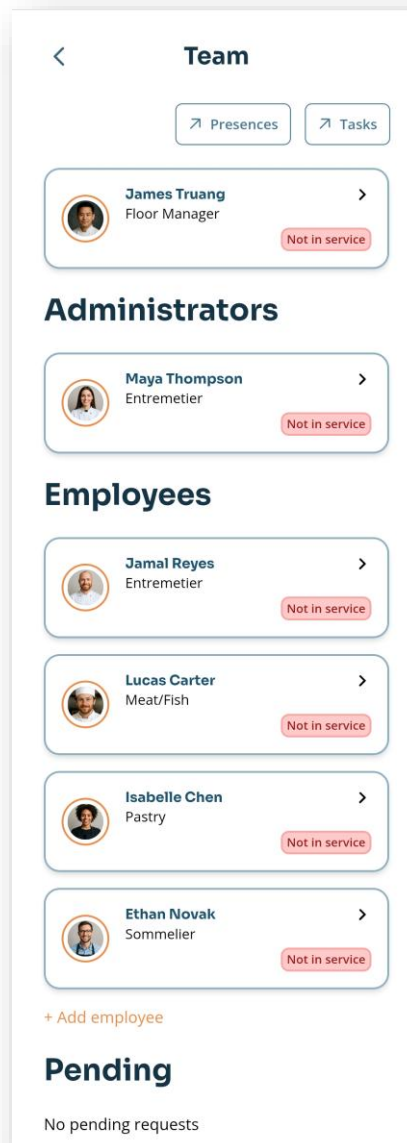 Team
Presences
Tasks
James Truang
Floor Manager
Not in service
Administrators
Maya Thompson
Entremetier
Not in service
Employees
Jamal Reyes
Entremetier
Not in service
Lucas Carter
Meat/Fish
Not in service
Isabelle Chen
Pastry
Not in service
Ethan Novak
Sommelier
Not in service
+ Add employee
Pending
No pending requests